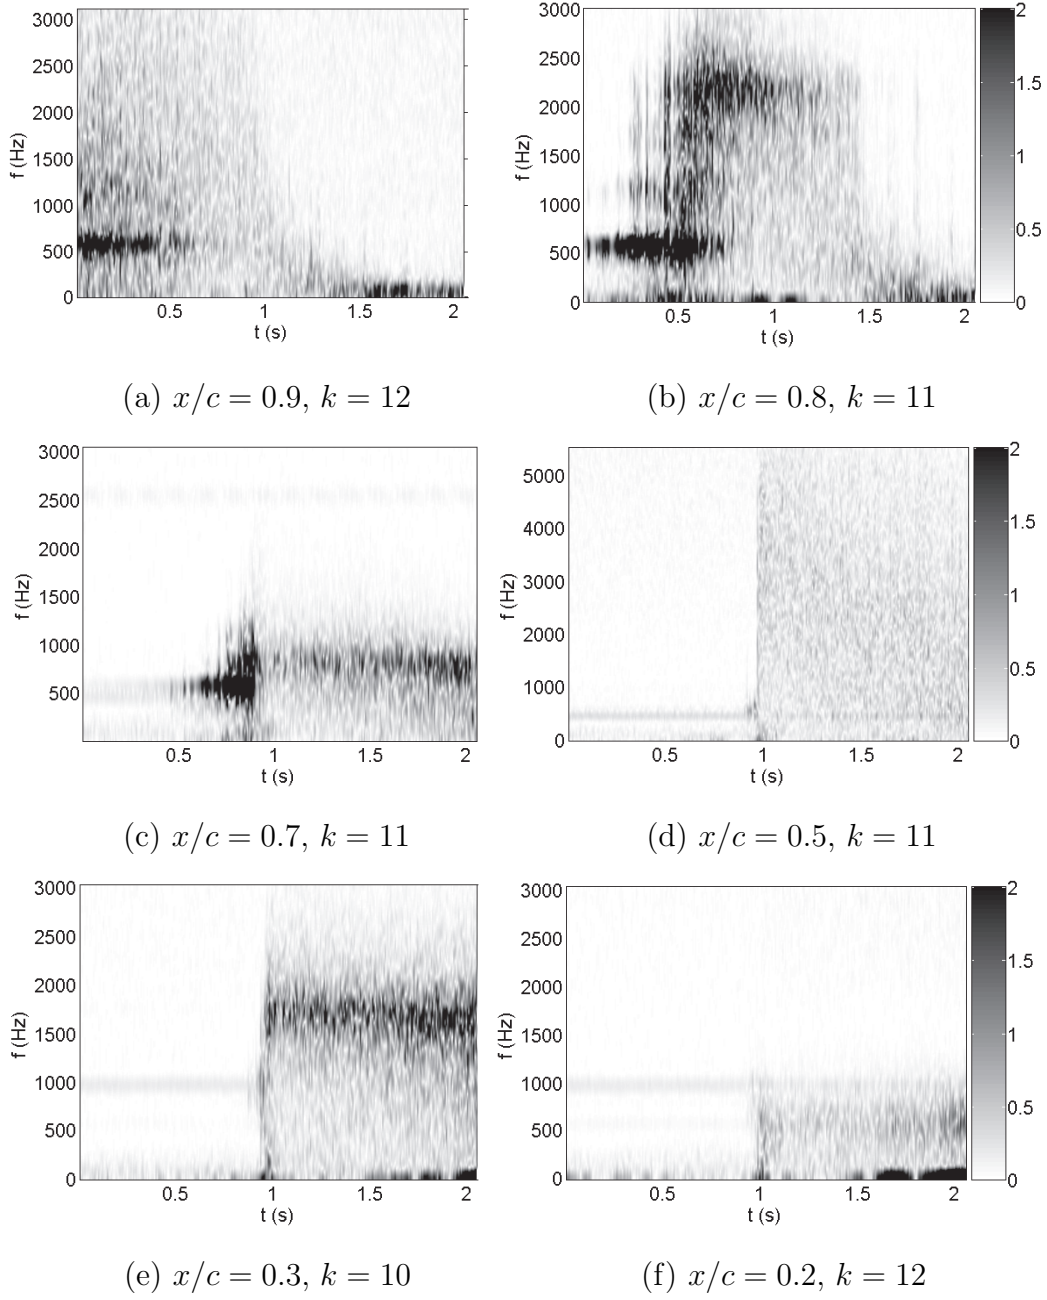 3000
2500
2000
1500
1000
500
0
f (Hz)
0.5 1 1.5 2
t (s)
3000
2500
2000
1500
1000
500
0
f (Hz)
0.5 1 1.5 2
t (s)
2
1.5
1
0.5
0
(a) x/c = 0.9, k = 12
(b) x/c = 0.8, k = 11
3000
2500
2000
1500
1000
500
f (Hz)
0.5 1 1.5 2
t (s)
5000
4000
3000
2000
1000
0
f (Hz)
0.5 1 1.5 2
t (s)
2
1.5
1
0.5
0
(c) x/c = 0.7, k = 11
(d) x/c = 0.5, k = 11
3000
2500
2000
1500
1000
500
0
f (Hz)
0.5 1 1.5 2
t (s)
3000
2500
2000
1500
1000
500
0
f (Hz)
0.5 1 1.5 2
t (s)
2
1.5
1
0.5
0
(e) x/c = 0.3, k = 10
(f) x/c = 0.2, k = 12